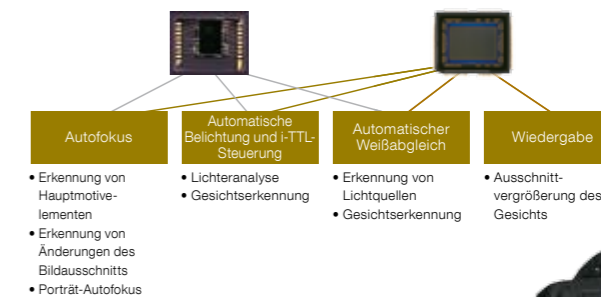 Autofokus
• Erkennung von
Hauptmotive-
lementen
• Erkennung von
Änderungen des
Bildausschnitts
• Porträt-Autofokus
Automatische
Belichtung und i-TTL-
Steuerung
• Lichteranalyse
• Gesichtserkennung
Automatischer
Weißabgleich
• Erkennung von
Lichtquellen
• Gesichtserkennung
Wiedergabe
• Ausschnitt-
vergrößerung des
Gesichts